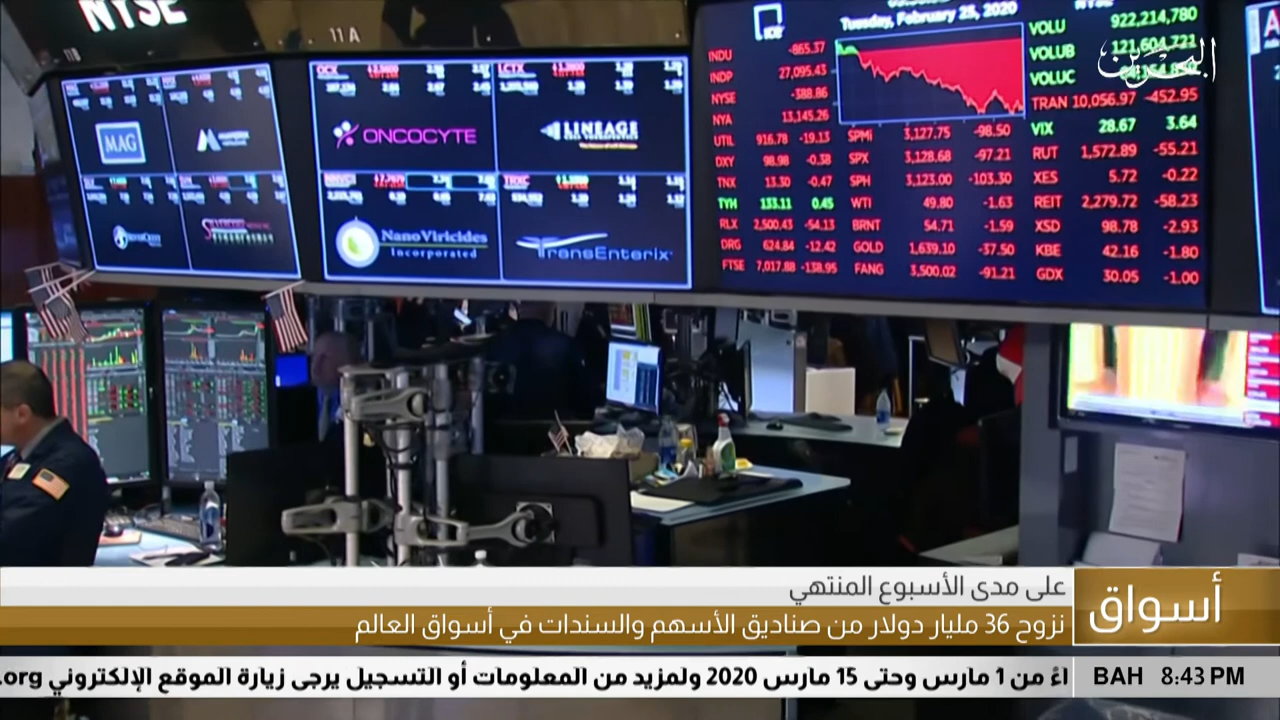 NYSE
11 A
MAG
ONCOCYTE
LINEAGE
NanoViricides
Incorporated
TransEnterix
ice
Tuesday, February 25, 2020
INDU -865.37
INDP 27,095.43
NYSE -388.86
NYA 13,145.26
UTIL 916.78 -19.13
DXY 98.98 -0.38
TNX 13.30 -0.47
TYH 133.11 0.45
RLX 2,500.43 -54.13
DRG 624.84 -12.42
FTSE 7,017.88 -138.95
SPMi 3,127.75 -98.50
SPX 3,128.68 -97.21
SPH 3,123.00 -103.30
WTI 49.80 -1.63
BRNT 54.71 -1.59
GOLD 1,639.10 -37.50
FANG 3,500.02 -91.21
VOLU 922,214,780
VOLUB 121,604,721
VOLUC
TRAN 10,056.97 -452.95
VIX 28.67 3.64
RUT 1,572.89 -55.21
XES 5.72 -0.22
REIT 2,279.72 -58.23
XSD 98.78 -2.93
KBE 42.16 -1.80
GDX 30.05 -1.00
البحرين
أسواق
على مدى الأسبوع المنتهي
نزوح 36 مليار دولار من صناديق الأسهم والسندات في أسواق العالم
اءً من 1 مارس وحتى 15 مارس 2020 ولمزيد من المعلومات أو التسجيل يرجى زيارة الموقع الإلكتروني org.
BAH 8:43 PM